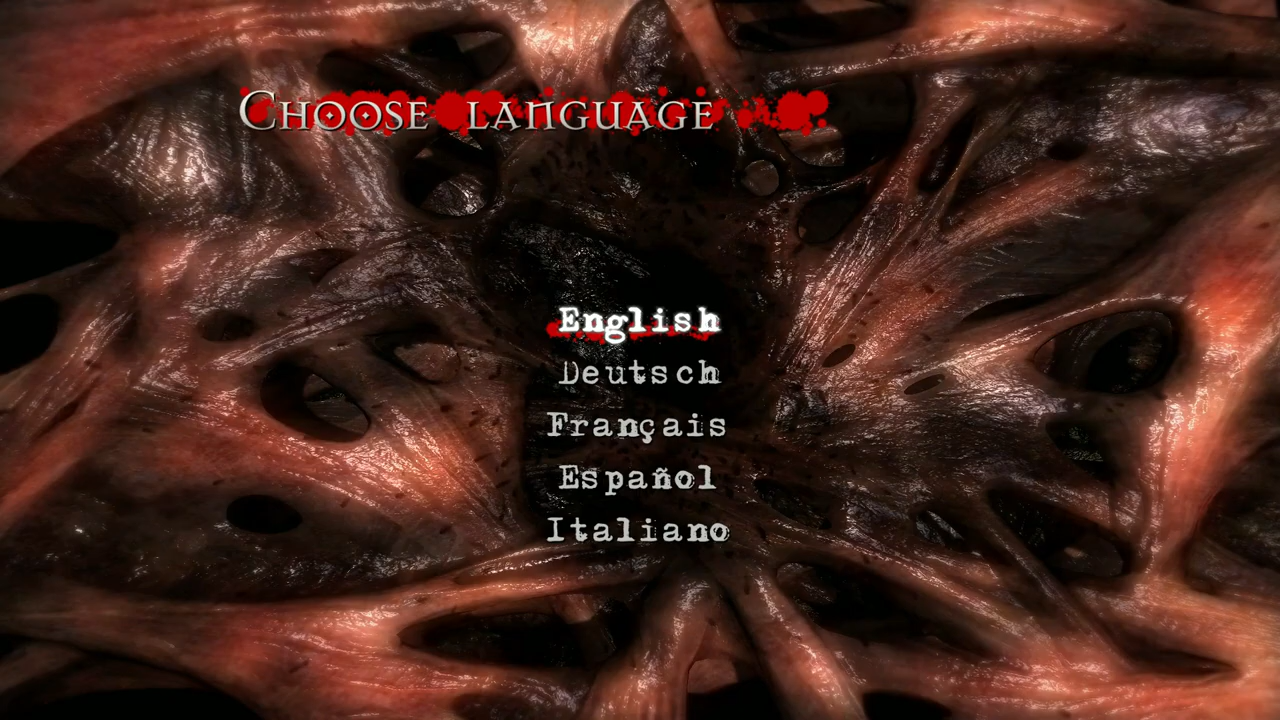 Choose language
English
Deutsch
Français
Español
Italiano